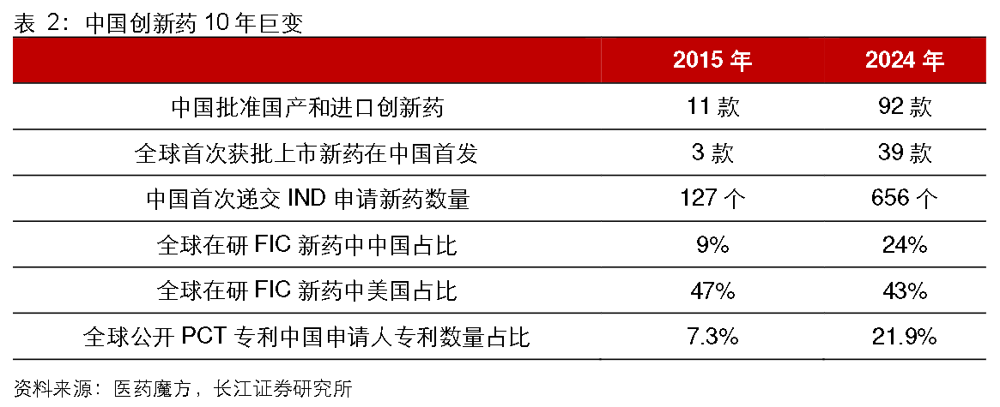 表 2：中国创新药 10 年巨变
2015 年 2024 年
中国批准国产和进口创新药 11 款 92 款
全球首次获批上市新药在中国首发 3 款 39 款
中国首次递交 IND 申请新药数量 127 个 656 个
全球在研 FIC 新药中中国占比 9% 24%
全球在研 FIC 新药中美国占比 47% 43%
全球公开 PCT 专利中国申请人专利数量占比 7.3% 21.9%
资料来源：医药魔方，长江证券研究所